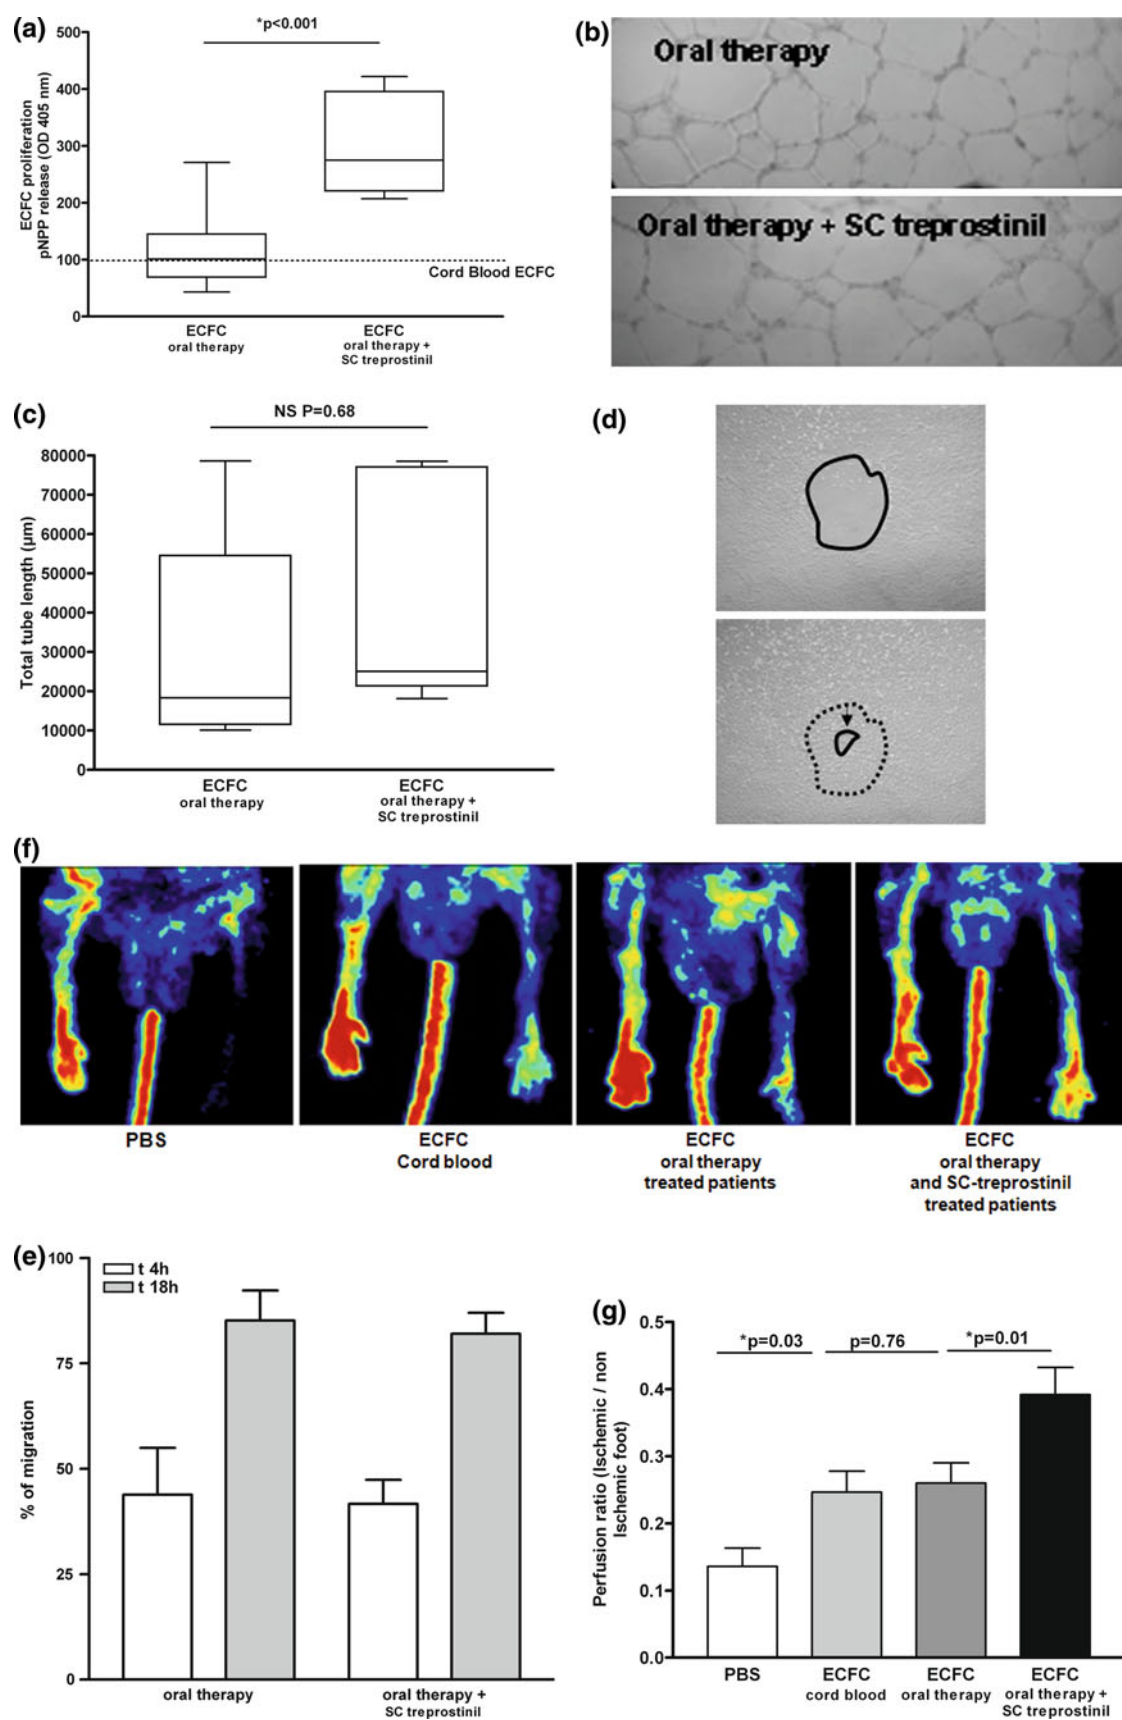 (a)
*p<0.001
500
400
300
200
100
0
ECFC proliferation
pNPP release (OD 405 nm)
Cord Blood ECFC
ECFC
oral therapy
ECFC
oral therapy +
SC treprostinil
(b)
Oral therapy
Oral therapy + SC treprostinil
(c)
NS P=0.68
80000
70000
60000
50000
40000
30000
20000
10000
0
Total tube length (µm)
ECFC
oral therapy
ECFC
oral therapy +
SC treprostinil
(d)
(f)
PBS
ECFC
Cord blood
ECFC
oral therapy
treated patients
ECFC
oral therapy
and SC-treprostinil
treated patients
(e)
t 4h
t 18h
100
75
50
25
0
% of migration
oral therapy
oral therapy +
SC treprostinil
(g)
*p=0.03
p=0.76
*p=0.01
0.5
0.4
0.3
0.2
0.1
0.0
Perfusion ratio (Ischemic / non
Ischemic foot)
PBS
ECFC
cord blood
ECFC
oral therapy
ECFC
oral therapy +
SC treprostinil